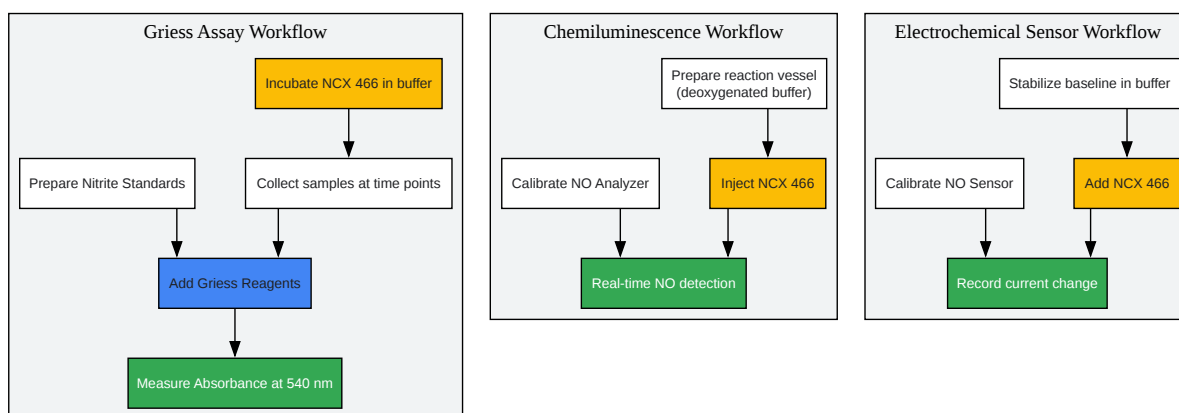 Griess Assay Workflow
Incubate NCX 466 in buffer
Prepare Nitrite Standards
Collect samples at time points
Add Griess Reagents
Measure Absorbance at 540 nm
Chemiluminescence Workflow
Prepare reaction vessel
(deoxygenated buffer)
Calibrate NO Analyzer
Inject NCX 466
Real-time NO detection
Electrochemical Sensor Workflow
Stabilize baseline in buffer
Calibrate NO Sensor
Add NCX 466
Record current change